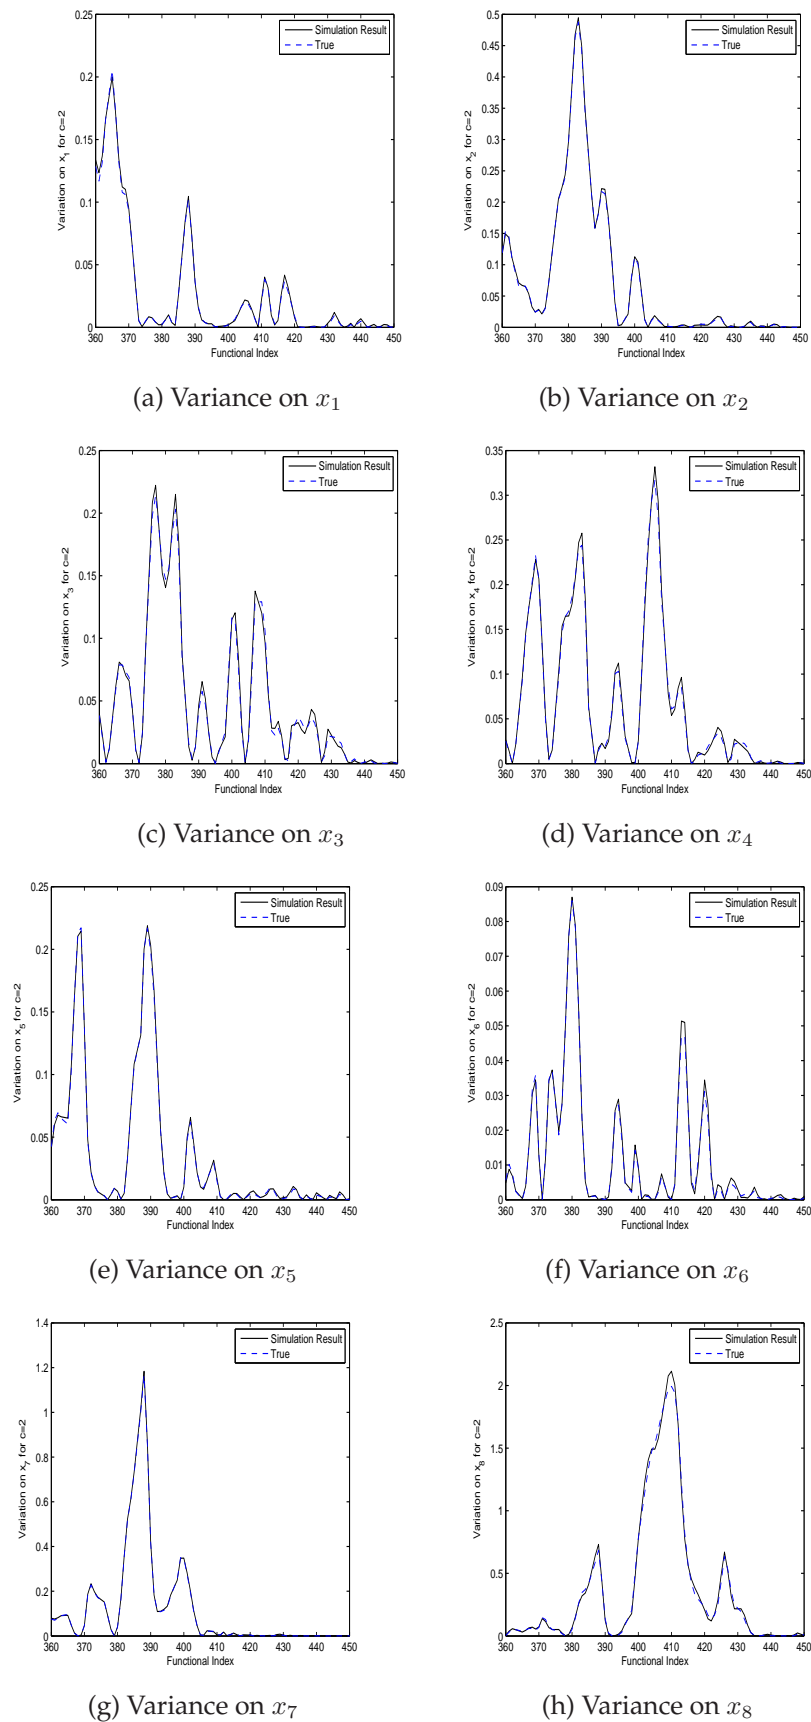 0.25
0.2
0.15
0.1
0.05
0
Variation on x1 for c=2
Simulation Result
True
360 370 380 390 400 410 420 430 440 450
Functional Index
(a) Variance on x1
0.5
0.45
0.4
0.35
0.3
0.25
0.2
0.15
0.1
0.05
0
Variation on x2 for c=2
Simulation Result
True
360 370 380 390 400 410 420 430 440 450
Functional Index
(b) Variance on x2
0.25
0.2
0.15
0.1
0.05
0
Variation on x3 for c=2
Simulation Result
True
360 370 380 390 400 410 420 430 440 450
Functional Index
(c) Variance on x3
0.35
0.3
0.25
0.2
0.15
0.1
0.05
0
Variation on x4 for c=2
Simulation Result
True
360 370 380 390 400 410 420 430 440 450
Functional Index
(d) Variance on x4
0.25
0.2
0.15
0.1
0.05
0
Variation on x5 for c=2
Simulation Result
True
360 370 380 390 400 410 420 430 440 450
Functional Index
(e) Variance on x5
0.09
0.08
0.07
0.06
0.05
0.04
0.03
0.02
0.01
0
Variation on x6 for c=2
Simulation Result
True
360 370 380 390 400 410 420 430 440 450
Functional Index
(f) Variance on x6
1.4
1.2
1
0.8
0.6
0.4
0.2
0
Variation on x7 for c=2
Simulation Result
True
360 370 380 390 400 410 420 430 440 450
Functional Index
(g) Variance on x7
2.5
2
1.5
1
0.5
0
Variation on x8 for c=2
Simulation Result
True
360 370 380 390 400 410 420 430 440 450
Functional Index
(h) Variance on x8